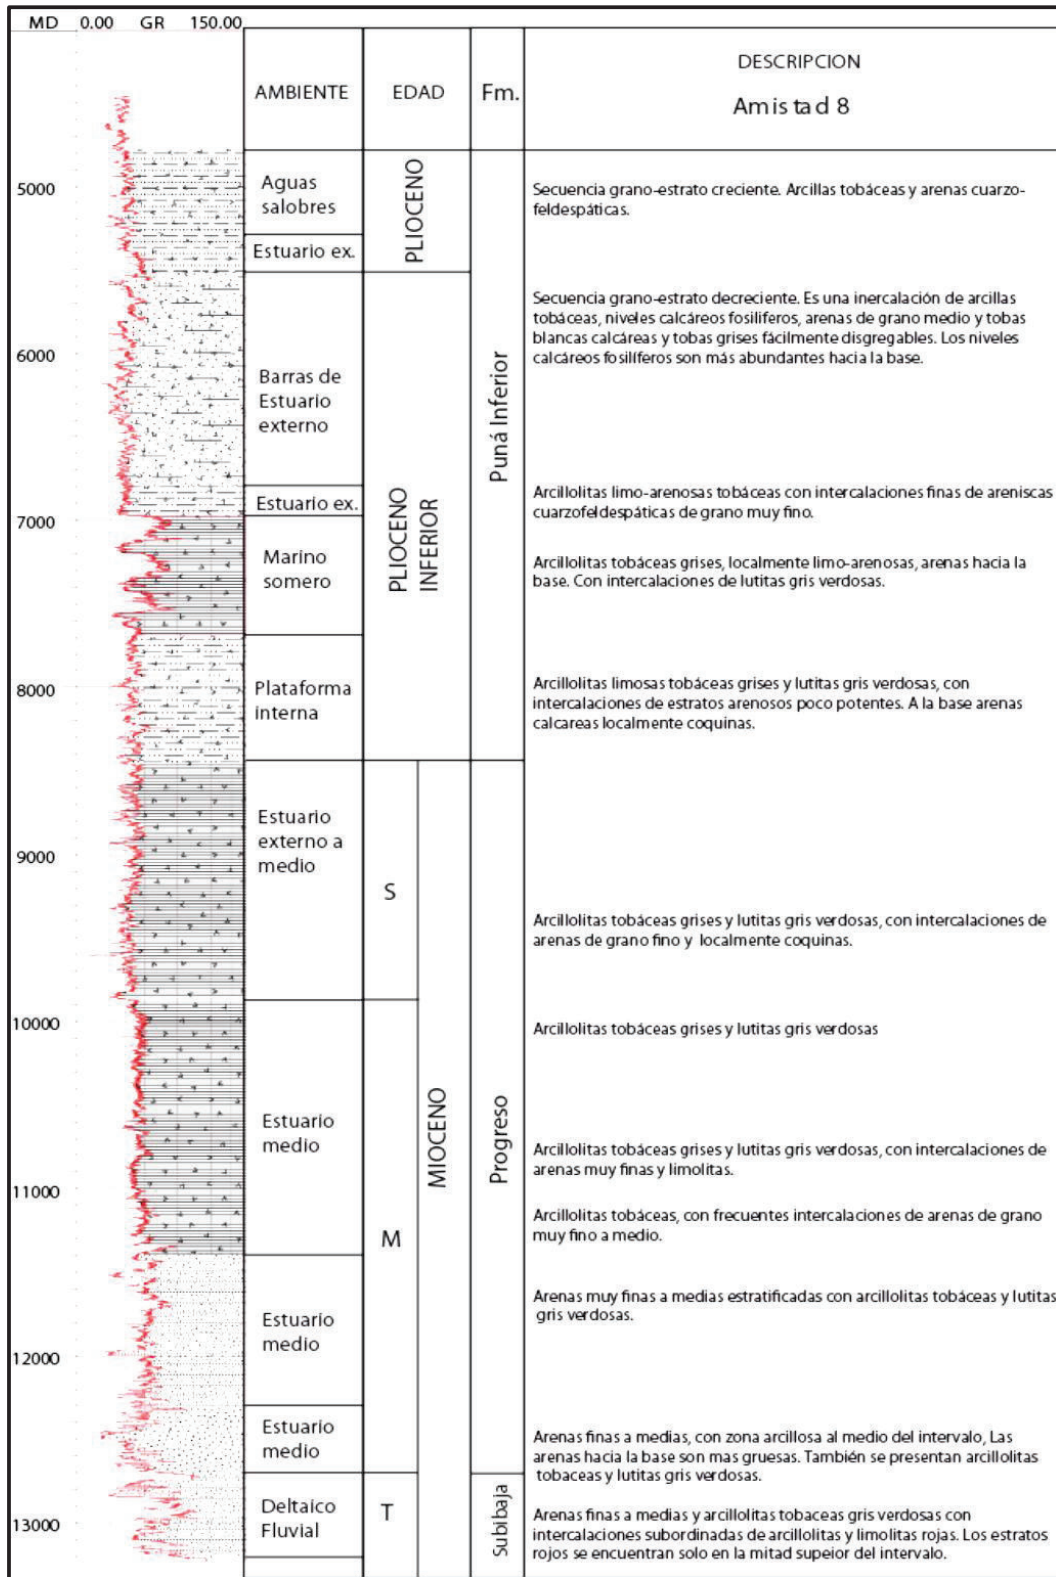 MD 0.00 GR 150.00
AMBIENTE
EDAD
Fm.
DESCRIPCION
Amistad 8
5000
6000
7000
8000
9000
10000
11000
12000
13000
Aguas
salobres
Estuario ex.
Barras de
Estuario
externo
Estuario ex.
Marino
somero
Plataforma
interna
Estuario
externo a
medio
Estuario
medio
Estuario
medio
Estuario
medio
Deltaico
Fluvial
PLIOCENO
PLIOCENO
INFERIOR
S
M
T
MIOCENO
Puná Inferior
Progreso
Subibaja
Secuencia grano-estrato creciente. Arcillas tobáceas y arenas cuarzo-
feldespáticas.
Secuencia grano-estrato decreciente. Es una inercalación de arcillas
tobáceas, niveles calcáreos fosiliferos, arenas de grano medio y tobas
blancas calcáreas y tobas grises fácilmente disgregables. Los niveles
calcáreos fosilíferos son más abundantes hacia la base.
Arcillolitas limo-arenosas tobáceas con intercalaciones finas de areniscas
cuarzofeldespáticas de grano muy fino.
Arcillolitas tobáceas grises, localmente limo-arenosas, arenas hacia la
base. Con intercalaciones de lutitas gris verdosas.
Arcillolitas limosas tobáceas grises y lutitas gris verdosas, con
intercalaciones de estratos arenosos poco potentes. A la base arenas
calcareas localmente coquinas.
Arcillolitas tobáceas grises y lutitas gris verdosas, con intercalaciones de
arenas de grano fino y localmente coquinas.
Arcillolitas tobáceas grises y lutitas gris verdosas
Arcillolitas tobáceas grises y lutitas gris verdosas, con intercalaciones de
arenas muy finas y limolitas.
Arcillolitas tobáceas, con frecuentes intercalaciones de arenas de grano
muy fino a medio.
Arenas muy finas a medias estratificadas con arcillolitas tobáceas y lutitas
gris verdosas.
Arenas finas a medias, con zona arcillosa al medio del intervalo, Las
arenas hacia la base son mas gruesas. También se presentan arcillolitas
tobaceas y lutitas gris verdosas.
Arenas finas a medias y arcillolitas tobaceas gris verdosas con
intercalaciones subordinadas de arcillolitas y limolitas rojas. Los estratos
rojos se encuentran solo en la mitad supeior del intervalo.